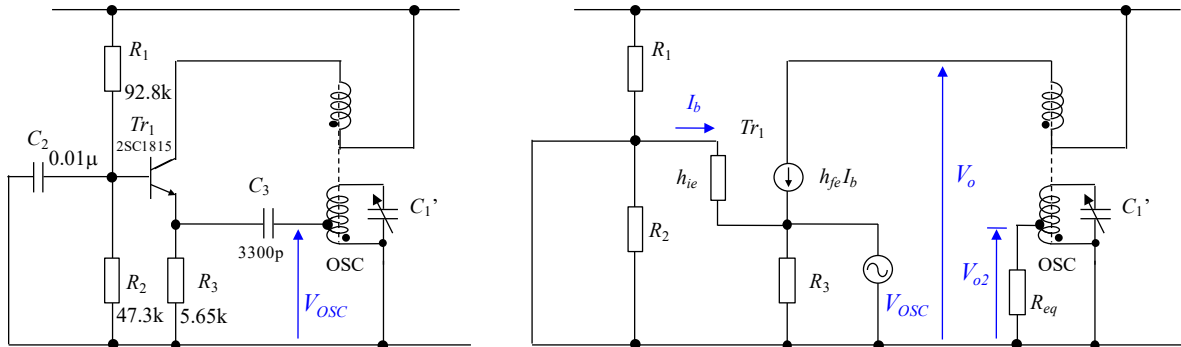 R1
92.8k
Tr1
2SC1815
C2
0.01μ
C3
3300p
C1’
OSC
R2
47.3k
R3
5.65k
VOSC
R1
Ib
Tr1
hie
hfeIb
Vo
C1’
R2
OSC
R3
VOSC
Vo2
Req